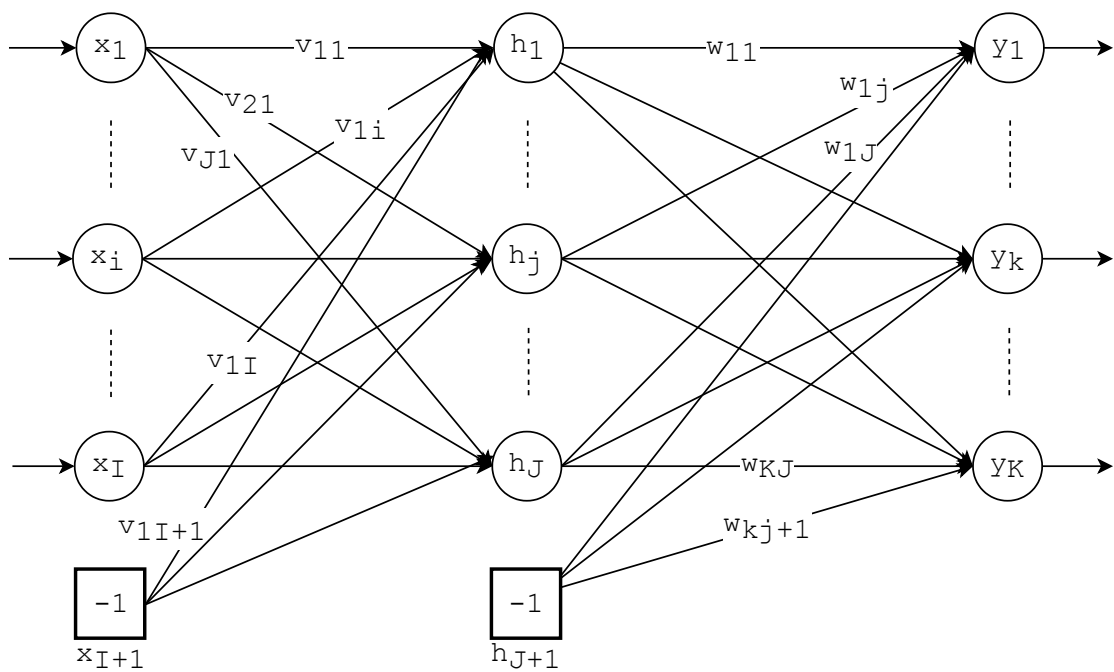 x1 v11 h1 w11 y1
v21 w1j
v1i
vJ1 w1J
xi hj yk
v1I
xI hJ wKJ yK
v1I+1 wkj+1
-1 -1
xI+1 hJ+1